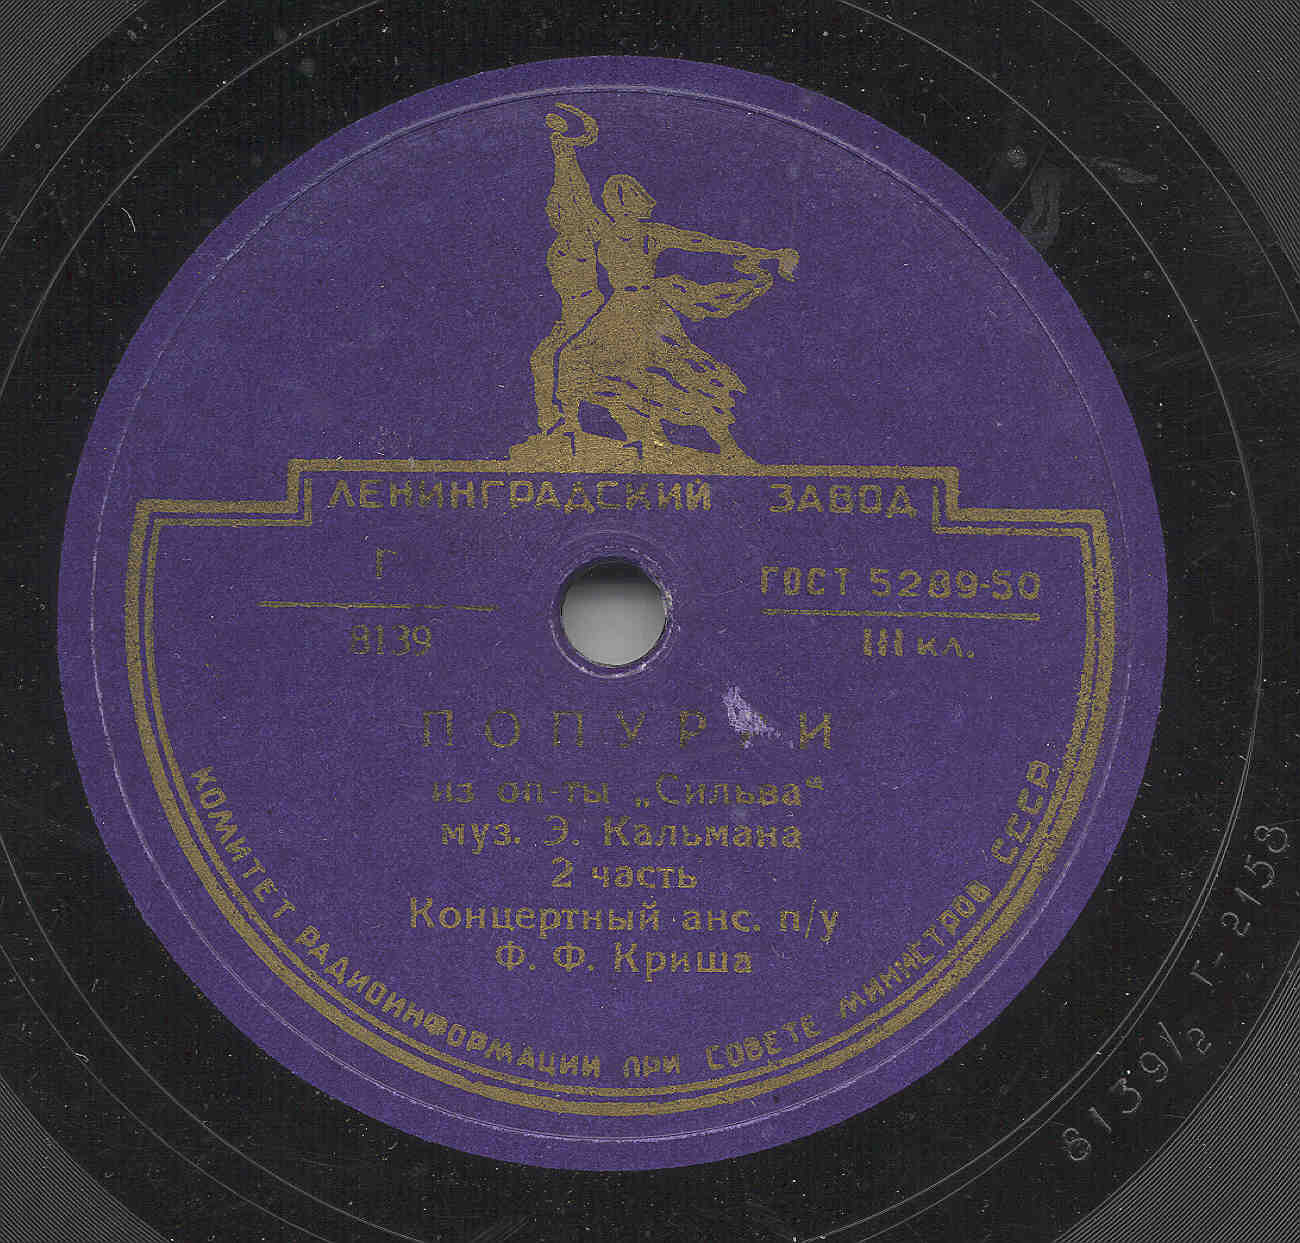 ЛЕНИНГРАДСКИЙ ЗАВОД
Г
8139
ГОСТ 5289-50
III кл.
ПОПУРРИ
из оп-ты „Сильва“
муз. Э. Кальмана
2 часть
Концертный анс. п/у
Ф. Ф. Криша
КОМИТЕТ РАДИОИНФОРМАЦИИ ПРИ СОВЕТЕ МИНИСТРОВ СССР
8139/2 Г-2158